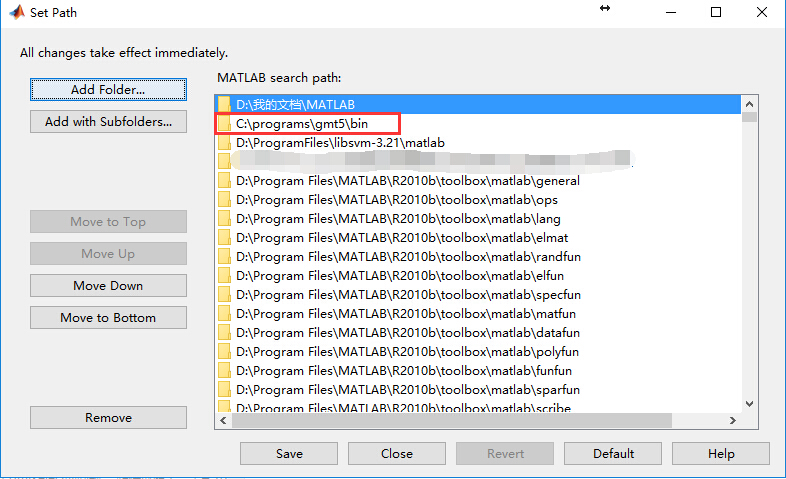 Set Path
All changes take effect immediately.
Add Folder...
Add with Subfolders...
Move to Top
Move Up
Move Down
Move to Bottom
Remove
MATLAB search path:
D:\我的文档\MATLAB
C:\programs\gmt5\bin
D:\ProgramFiles\libsvm-3.21\matlab
D:\Program Files\MATLAB\R2010b\toolbox\matlab\general
D:\Program Files\MATLAB\R2010b\toolbox\matlab\ops
D:\Program Files\MATLAB\R2010b\toolbox\matlab\lang
D:\Program Files\MATLAB\R2010b\toolbox\matlab\elmat
D:\Program Files\MATLAB\R2010b\toolbox\matlab\randfun
D:\Program Files\MATLAB\R2010b\toolbox\matlab\elfun
D:\Program Files\MATLAB\R2010b\toolbox\matlab\specfun
D:\Program Files\MATLAB\R2010b\toolbox\matlab\matfun
D:\Program Files\MATLAB\R2010b\toolbox\matlab\datafun
D:\Program Files\MATLAB\R2010b\toolbox\matlab\polyfun
D:\Program Files\MATLAB\R2010b\toolbox\matlab\funfun
D:\Program Files\MATLAB\R2010b\toolbox\matlab\sparfun
D:\Program Files\MATLAB\R2010b\toolbox\matlab\scribe
Save
Close
Revert
Default
Help